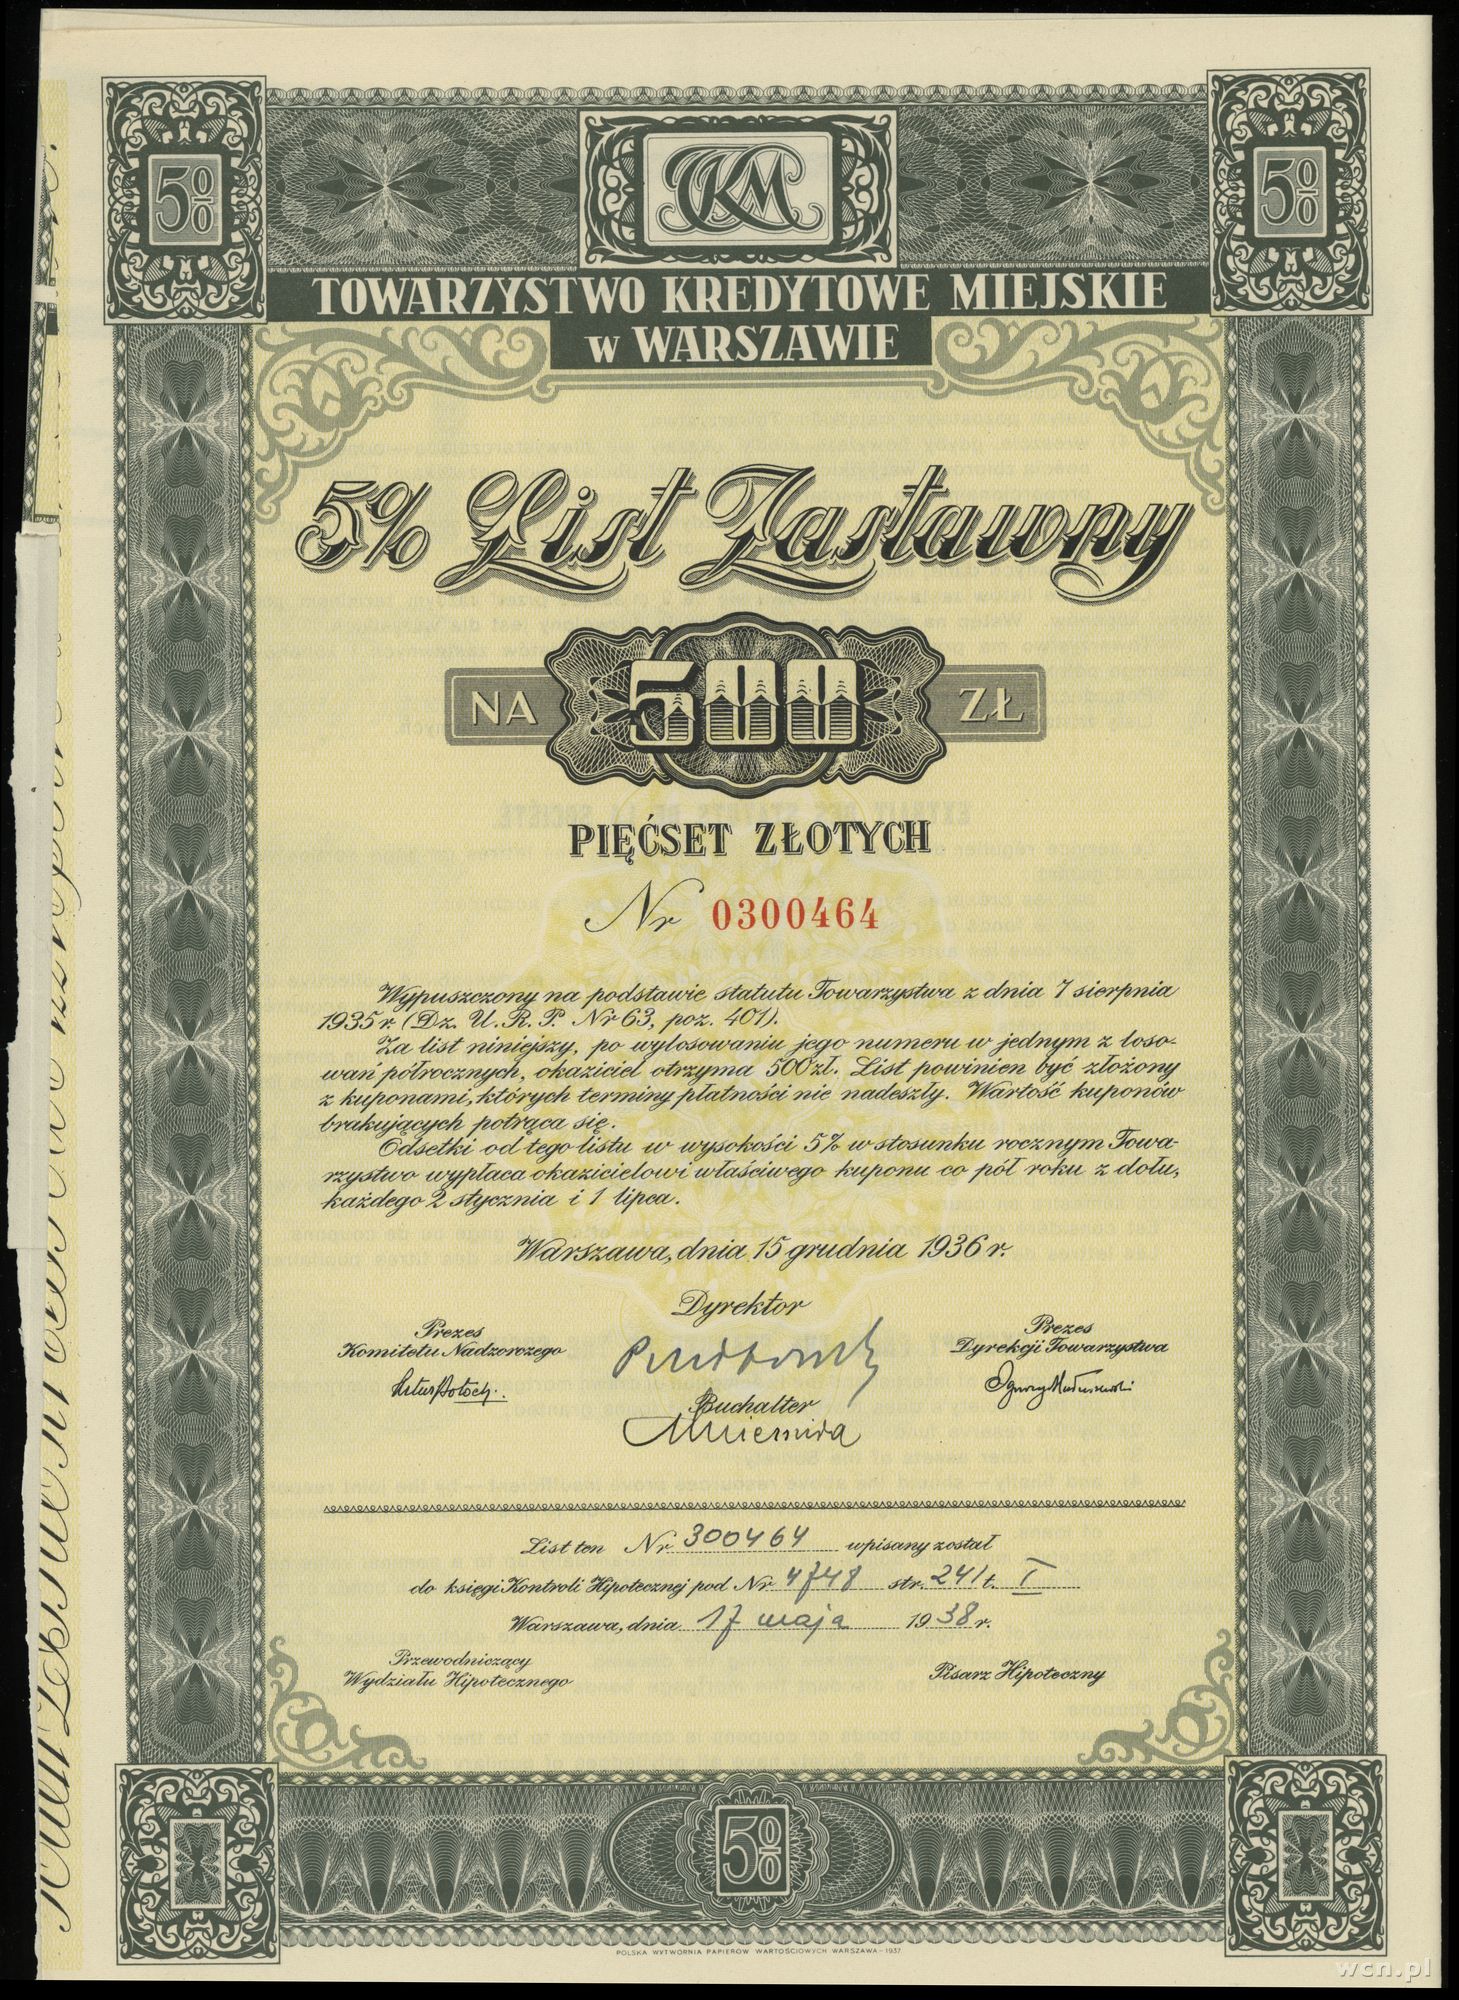 5%
TKM
5%
TOWARZYSTWO KREDYTOWE MIEJSKIE
w WARSZAWIE
5% List Zastawny
NA 500 ZŁ
PIĘĆSET ZŁOTYCH
Nr 0300464
Wypuszczony na podstawie statutu Towarzystwa z dnia 7 sierpnia
1935 r. (Dz. U. R. P. Nr 63, poz. 401).
Za list niniejszy, po wylosowaniu jego numeru w jednym z loso-
wań półrocznych, okaziciel otrzyma 500 zł. List powinien być złożony
z kuponami, których terminy płatności nie nadeszły. Wartość kuponów
brakujących potrąca się.
Odsetki od tego listu w wysokości 5% w stosunku rocznym Towa-
rzystwo wypłaca okazicielowi właściwego kuponu co pół roku z dołu,
każdego 2 stycznia i 1 lipca.
Warszawa, dnia 15 grudnia 1936 r.
Dyrektor
Prezes
Komitetu Nadzorczego
Prezes
Dyrekcji Towarzystwa
Buchalter
List ten Nr 300464 wpisany został
do księgi Kontroli Hipotecznej pod Nr 4748 str. 241 t. I
Warszawa, dnia 17 maja 1938 r.
Przewodniczący
Wydziału Hipotecznego
Pisarz Hipoteczny
5%
POLSKA WYTWÓRNIA PAPIERÓW WARTOŚCIOWYCH WARSZAWA - 1937
wcn.pl